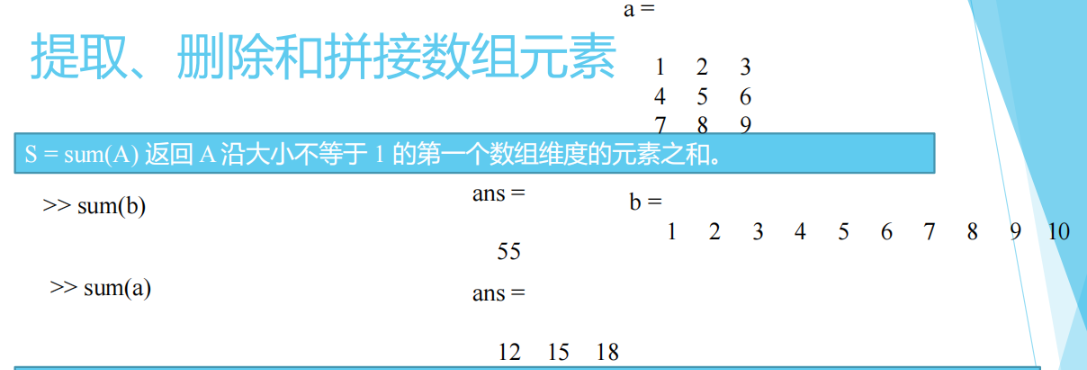 a =
提取、删除和拼接数组元素
1 2 3
4 5 6
7 8 9
S = sum(A) 返回 A 沿大小不等于 1 的第一个数组维度的元素之和。
>> sum(b)
ans =
55
b =
1 2 3 4 5 6 7 8 9 10
>> sum(a)
ans =
12 15 18